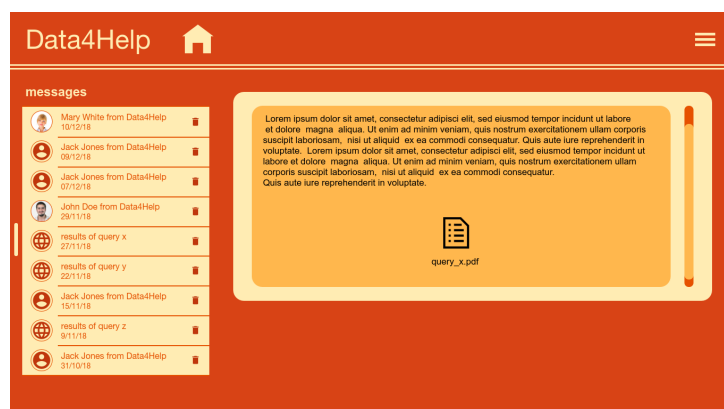 Data4Help
messages
Mary White from Data4Help
10/12/18
Jack Jones from Data4Help
09/12/18
Jack Jones from Data4Help
07/12/18
John Doe from Data4Help
29/11/18
results of query x
27/11/18
results of query y
22/11/18
Jack Jones from Data4Help
15/11/18
results of query z
9/11/18
Jack Jones from Data4Help
31/10/18
Lorem ipsum dolor sit amet, consectetur adipisci elit, sed eiusmod tempor incidunt ut labore
et dolore magna aliqua. Ut enim ad minim veniam, quis nostrum exercitationem ullam corporis
suscipit laboriosam, nisi ut aliquid ex ea commodi consequatur. Quis aute iure reprehenderit in
voluptate. Lorem ipsum dolor sit amet, consectetur adipisci elit, sed eiusmod tempor incidunt ut
labore et dolore magna aliqua. Ut enim ad minim veniam, quis nostrum exercitationem ullam
corporis suscipit laboriosam, nisi ut aliquid ex ea commodi consequatur.
Quis aute iure reprehenderit in voluptate.
query_x.pdf